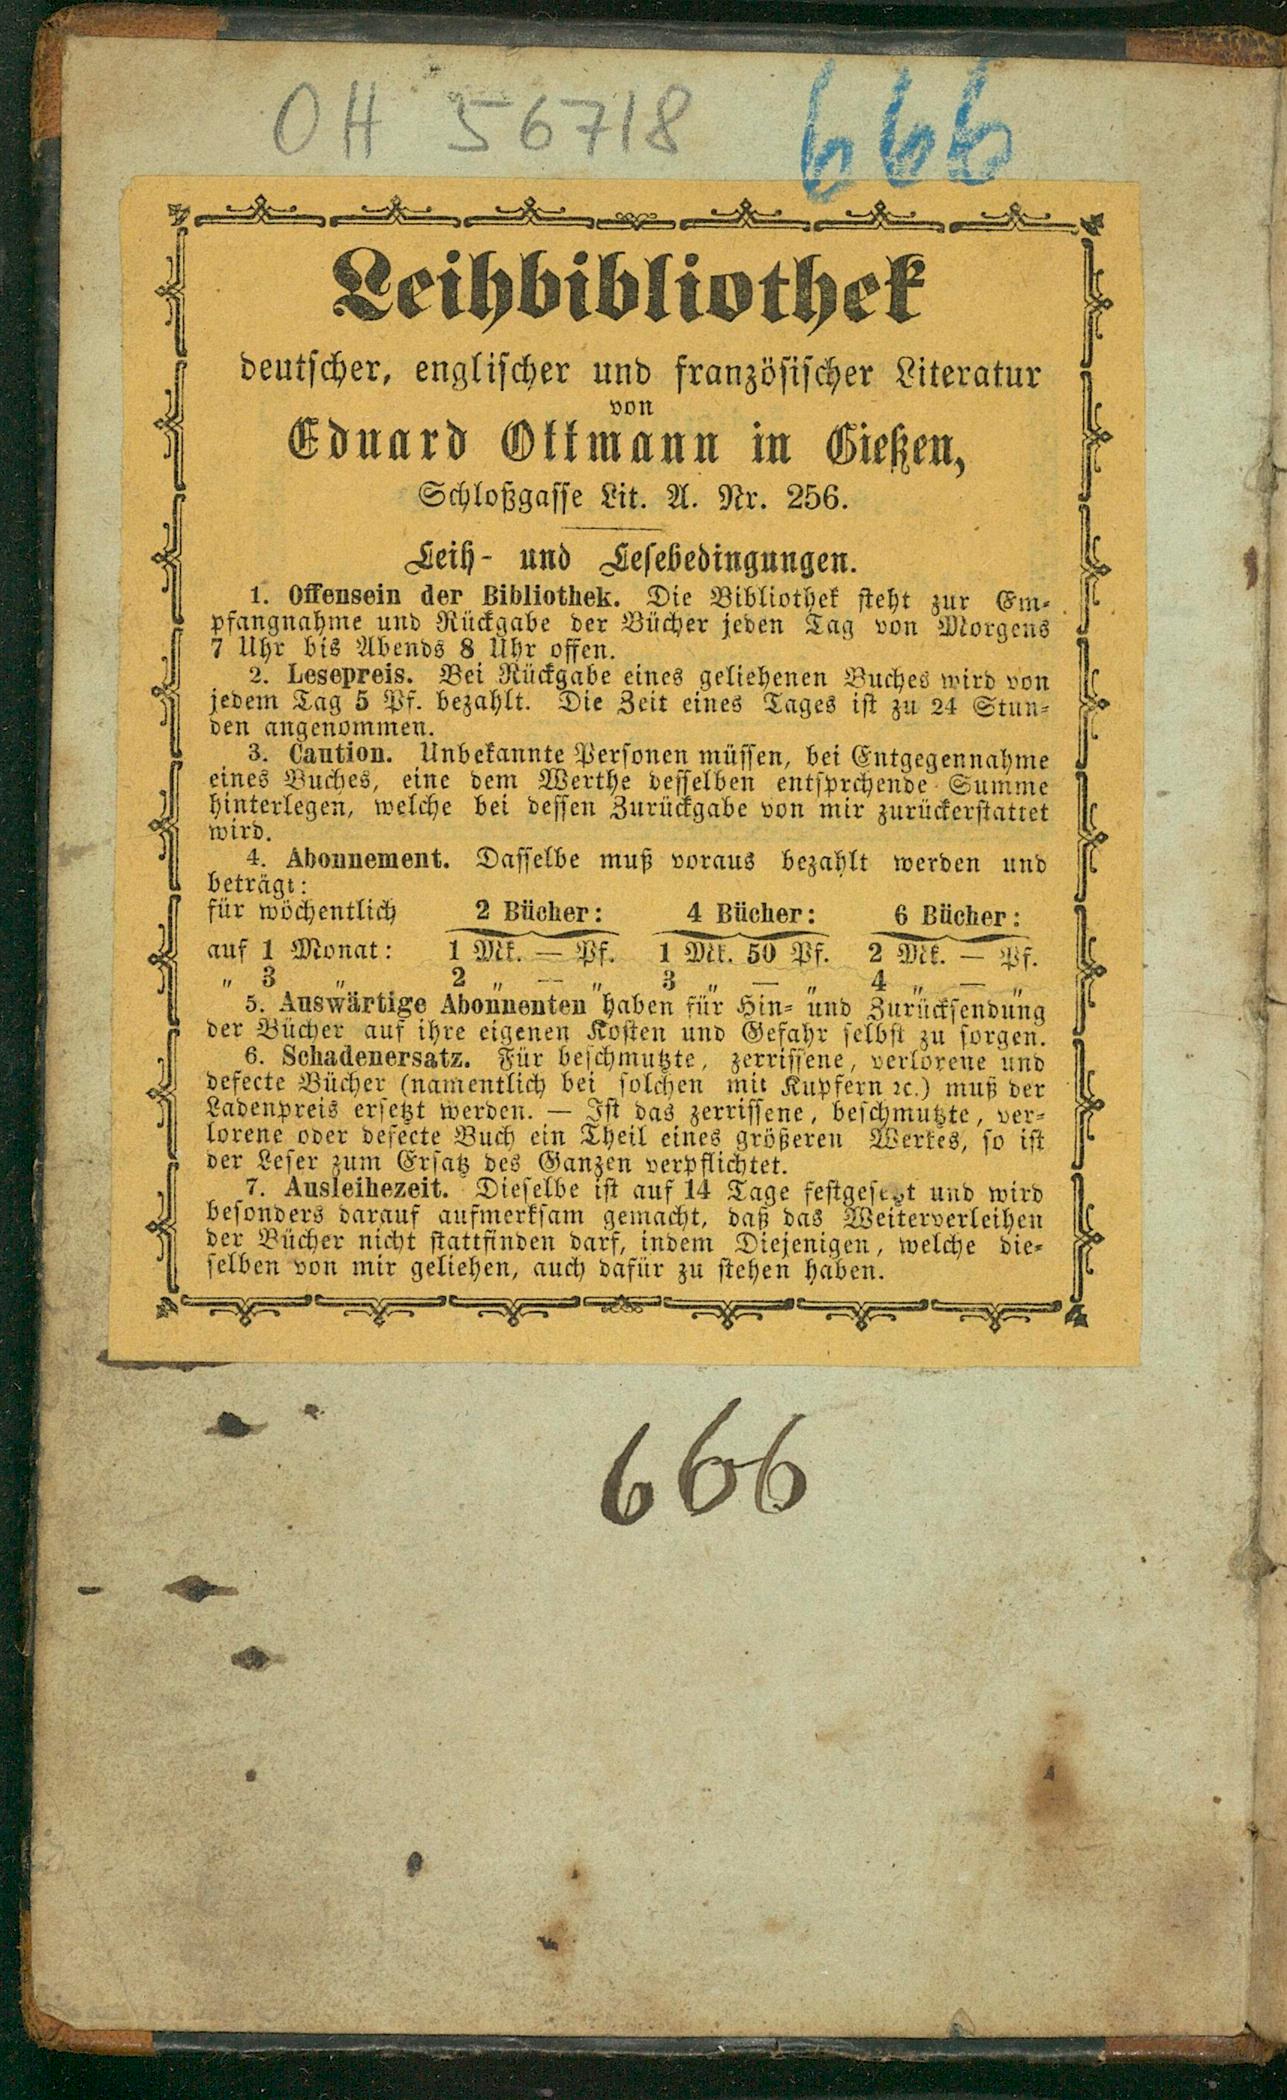 OH 56718 666
Leihbibliothek
deutscher, englischer und französischer Literatur
von
Eduard Ottmann in Gießen,
Schloßgasse Lit. A. Nr. 256.
Leih- und Lesebedingungen.
1. Offensein der Bibliothek. Die Bibliothek steht zur Em-
pfangnahme und Rückgabe der Bücher jeden Tag von Morgens
7 Uhr bis Abends 8 Uhr offen.
2. Lesepreis. Bei Rückgabe eines geliehenen Buches wird von
jedem Tag 5 Pf. bezahlt. Die Zeit eines Tages ist zu 24 Stun-
den angenommen.
3. Caution. Unbekannte Personen müssen, bei Entgegennahme
eines Buches, eine dem Werthe desselben entsprchende Summe
hinterlegen, welche bei dessen Zurückgabe von mir zurückerstattet
wird.
4. Abonnement. Dasselbe muß voraus bezahlt werden und
beträgt:
für wöchentlich 2 Bücher: 4 Bücher: 6 Bücher:
auf 1 Monat: 1 Mk. — Pf. 1 Mk. 50 Pf. 2 Mk. — Pf.
„ 3 „ 2 „ — „ 3 „ — „ 4 „ — „
5. Auswärtige Abonnenten haben für Hin- und Zurücksendung
der Bücher auf ihre eigenen Kosten und Gefahr selbst zu sorgen.
6. Schadenersatz. Für beschmutzte, zerrissene, verlorene und
defecte Bücher (namentlich bei solchen mit Kupfern ꝛc.) muß der
Ladenpreis ersetzt werden. — Ist das zerrissene, beschmutzte, ver-
lorene oder defecte Buch ein Theil eines größeren Werkes, so ist
der Leser zum Ersatz des Ganzen verpflichtet.
7. Ausleihezeit. Dieselbe ist auf 14 Tage festgesetzt und wird
besonders darauf aufmerksam gemacht, daß das Weiterverleihen
der Bücher nicht stattfinden darf, indem Diejenigen, welche die-
selben von mir geliehen, auch dafür zu stehen haben.
666